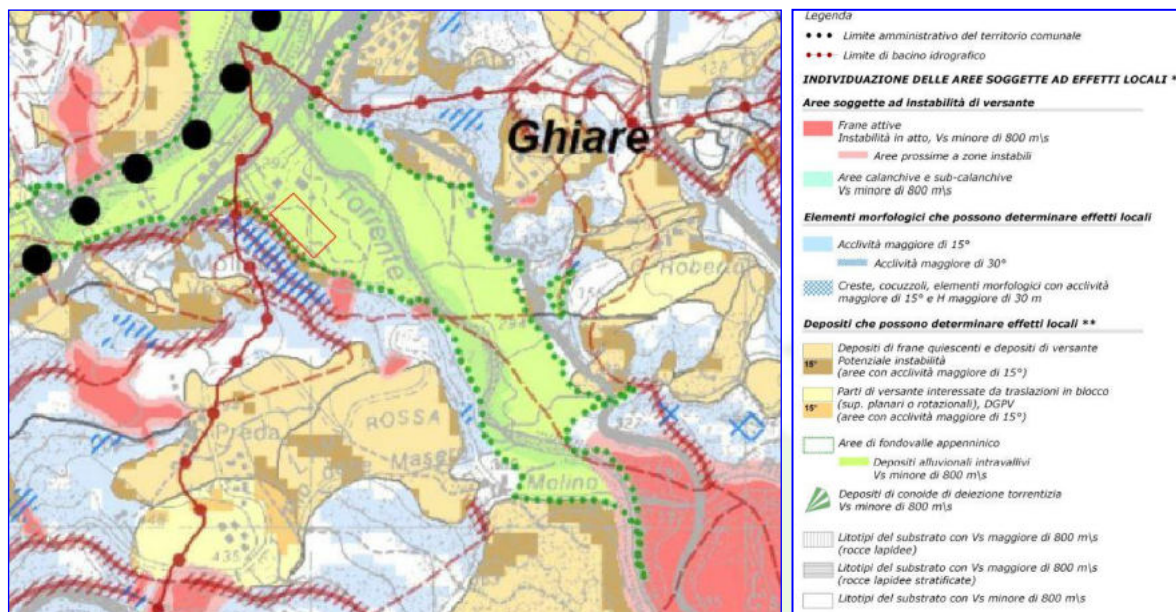 Ghiare
Torrente
292
C. Roberto
155
294
327
ROSSA
Preda
Molino
435
Legenda
Limite amministrativo del territorio comunale
Limite di bacino idrografico
INDIVIDUAZIONE DELLE AREE SOGGETTE AD EFFETTI LOCALI *
Aree soggette ad instabilità di versante
Frane attive
Instabilità in atto, Vs minore di 800 m\s
Aree prossime a zone instabili
Aree calanchive e sub-calanchive
Vs minore di 800 m\s
Elementi morfologici che possono determinare effetti locali
Acclività maggiore di 15°
Acclività maggiore di 30°
Creste, cocuzzoli, elementi morfologici con acclività
maggiore di 15° e H maggiore di 30 m
Depositi che possono determinare effetti locali **
Depositi di frane quiescenti e depositi di versante
Potenziale instabilità
15°
(aree con acclività maggiore di 15°)
Parti di versante interessate da traslazioni in blocco
(sup. planari o rotazionali), DGPV
15°
(aree con acclività maggiore di 15°)
Aree di fondovalle appenninico
Depositi alluvionali intravallivi
Vs minore di 800 m\s
Depositi di conoide di deiezione torrentizia
Vs minore di 800 m\s
Litotipi del substrato con Vs maggiore di 800 m\s
(rocce lapidee)
Litotipi del substrato con Vs maggiore di 800 m\s
(rocce lapidee stratificate)
Litotipi del substrato con Vs minore di 800 m\s